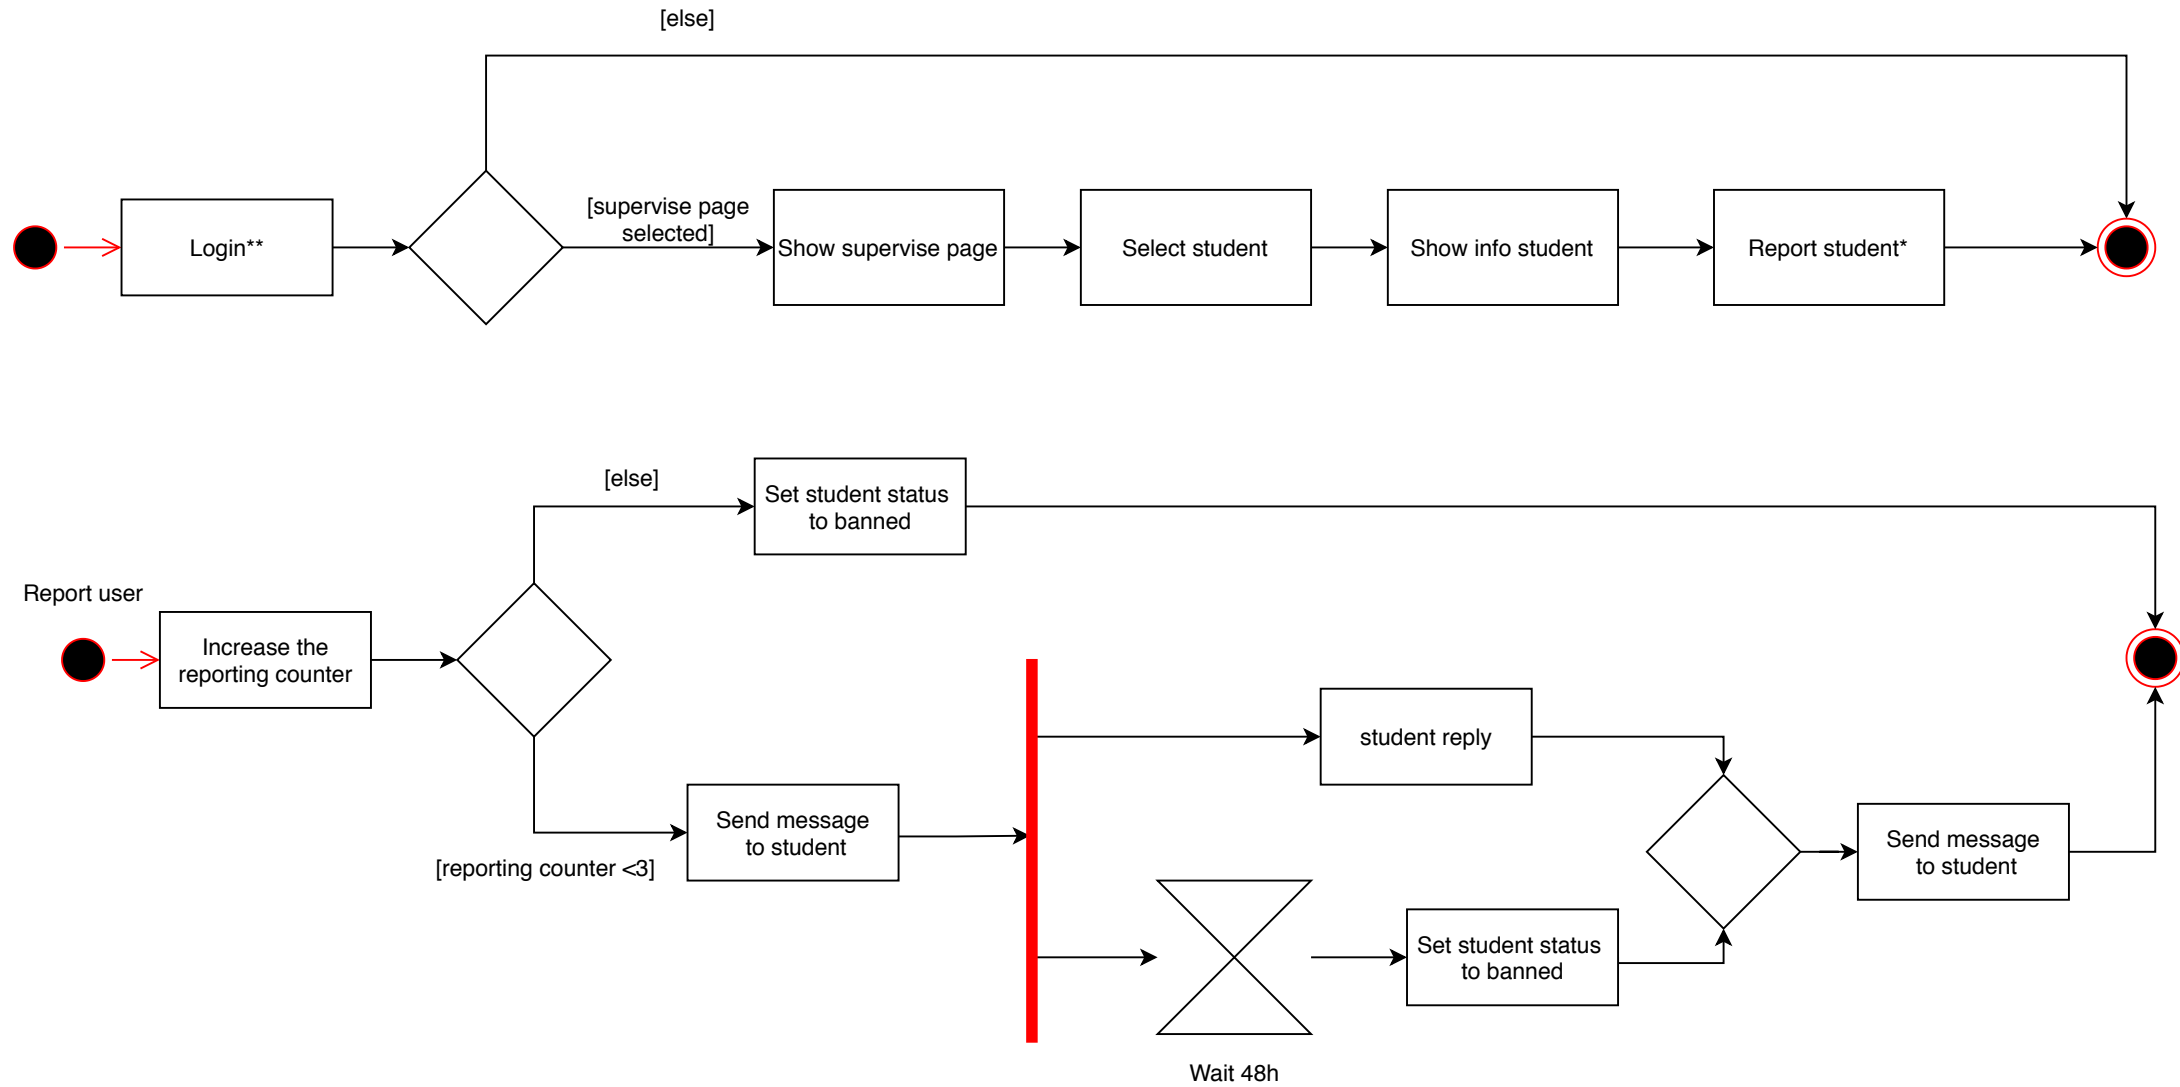 [else]
[supervise page
selected]
Login**
Show supervise page
Select student
Show info student
Report student*
[else]
Set student status
to banned
Report user
Increase the
reporting counter
student reply
Send message
to student
[reporting counter <3]
Send message
to student
Set student status
to banned
Wait 48h